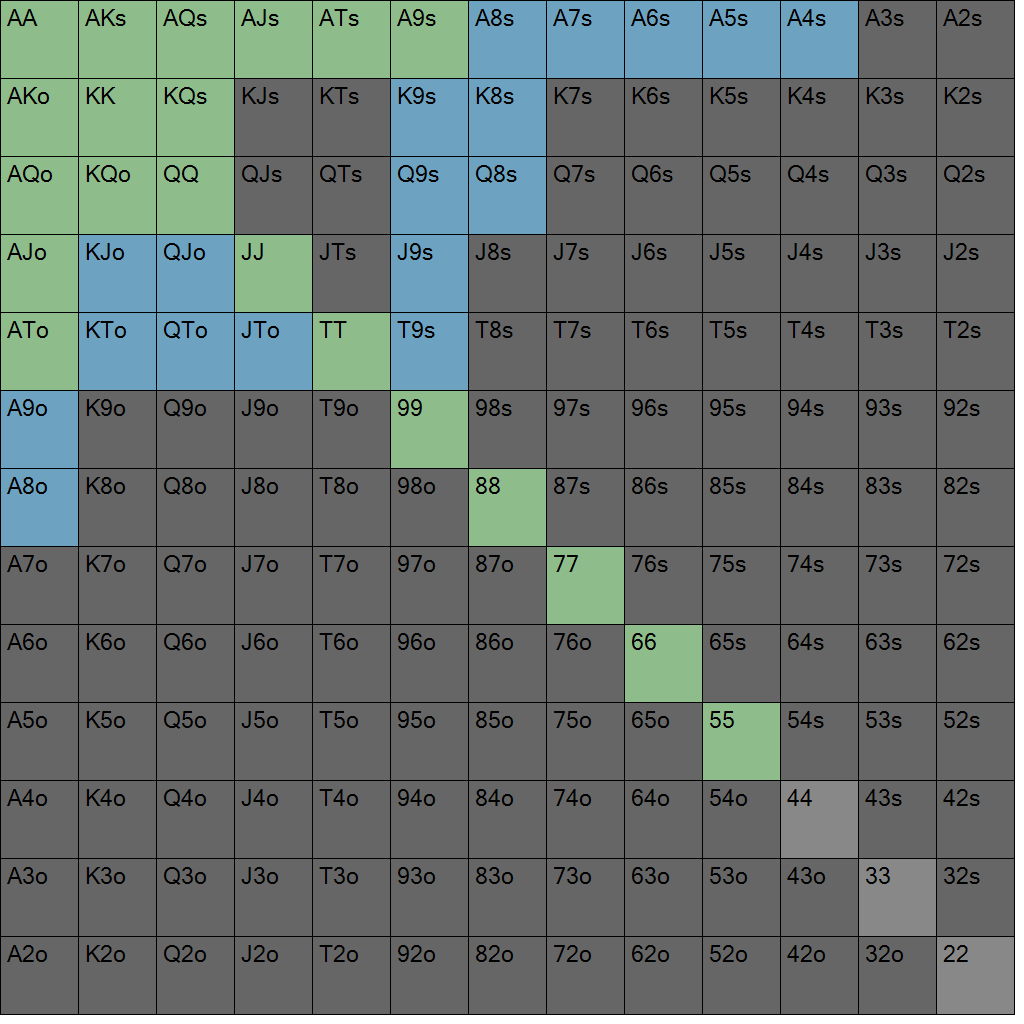 AA AKs AQs AJs ATs A9s A8s A7s A6s A5s A4s A3s A2s
AKo KK KQs KJs KTs K9s K8s K7s K6s K5s K4s K3s K2s
AQo KQo QQ QJs QTs Q9s Q8s Q7s Q6s Q5s Q4s Q3s Q2s
AJo KJo QJo JJ JTs J9s J8s J7s J6s J5s J4s J3s J2s
ATo KTo QTo JTo TT T9s T8s T7s T6s T5s T4s T3s T2s
A9o K9o Q9o J9o T9o 99 98s 97s 96s 95s 94s 93s 92s
A8o K8o Q8o J8o T8o 98o 88 87s 86s 85s 84s 83s 82s
A7o K7o Q7o J7o T7o 97o 87o 77 76s 75s 74s 73s 72s
A6o K6o Q6o J6o T6o 96o 86o 76o 66 65s 64s 63s 62s
A5o K5o Q5o J5o T5o 95o 85o 75o 65o 55 54s 53s 52s
A4o K4o Q4o J4o T4o 94o 84o 74o 64o 54o 44 43s 42s
A3o K3o Q3o J3o T3o 93o 83o 73o 63o 53o 43o 33 32s
A2o K2o Q2o J2o T2o 92o 82o 72o 62o 52o 42o 32o 22